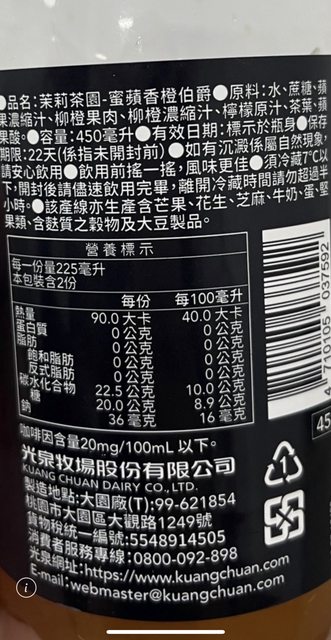 ●品名:茉莉茶園-蜜蘋香橙伯爵●原料:水、蔗糖、蘋
果濃縮汁、柳橙果肉、柳橙濃縮汁、檸檬原汁、茶葉、蘋
果酸。●容量:450毫升●有效日期:標示於瓶身●保存
期限:22天(係指未開封前)●如有沉澱係屬自然現象,
請安心飲用●飲用前搖一搖,風味更佳●須冷藏7℃以
下,開封後請儘速飲用完畢,離開冷藏時間請勿超過半
小時。●該產線亦生產含芒果、花生、芝麻、牛奶、蛋、堅
果類、含麩質之穀物及大豆製品。
營養標示
每一份量225毫升
本包裝含2份
每份 每100毫升
熱量 90.0大卡 40.0大卡
蛋白質 0公克 0公克
脂肪 0公克 0公克
飽和脂肪 0公克 0公克
反式脂肪 0公克 0公克
碳水化合物 22.5公克 10.0公克
糖 20.0公克 8.9公克
鈉 36毫克 16毫克
咖啡因含量20mg/100mL 以下。
光泉牧場股份有限公司
KUANG CHUAN DAIRY CO., LTD.
製造地點:大園廠(T):99-621854
桃園市大園區大觀路1249號
貨物稅統一編號:5548914505
消費者服務專線:0800-092-898
光泉網址:https://www.kuangchuan.com
E-mail:webmaster@kuangchuan.com
45
1